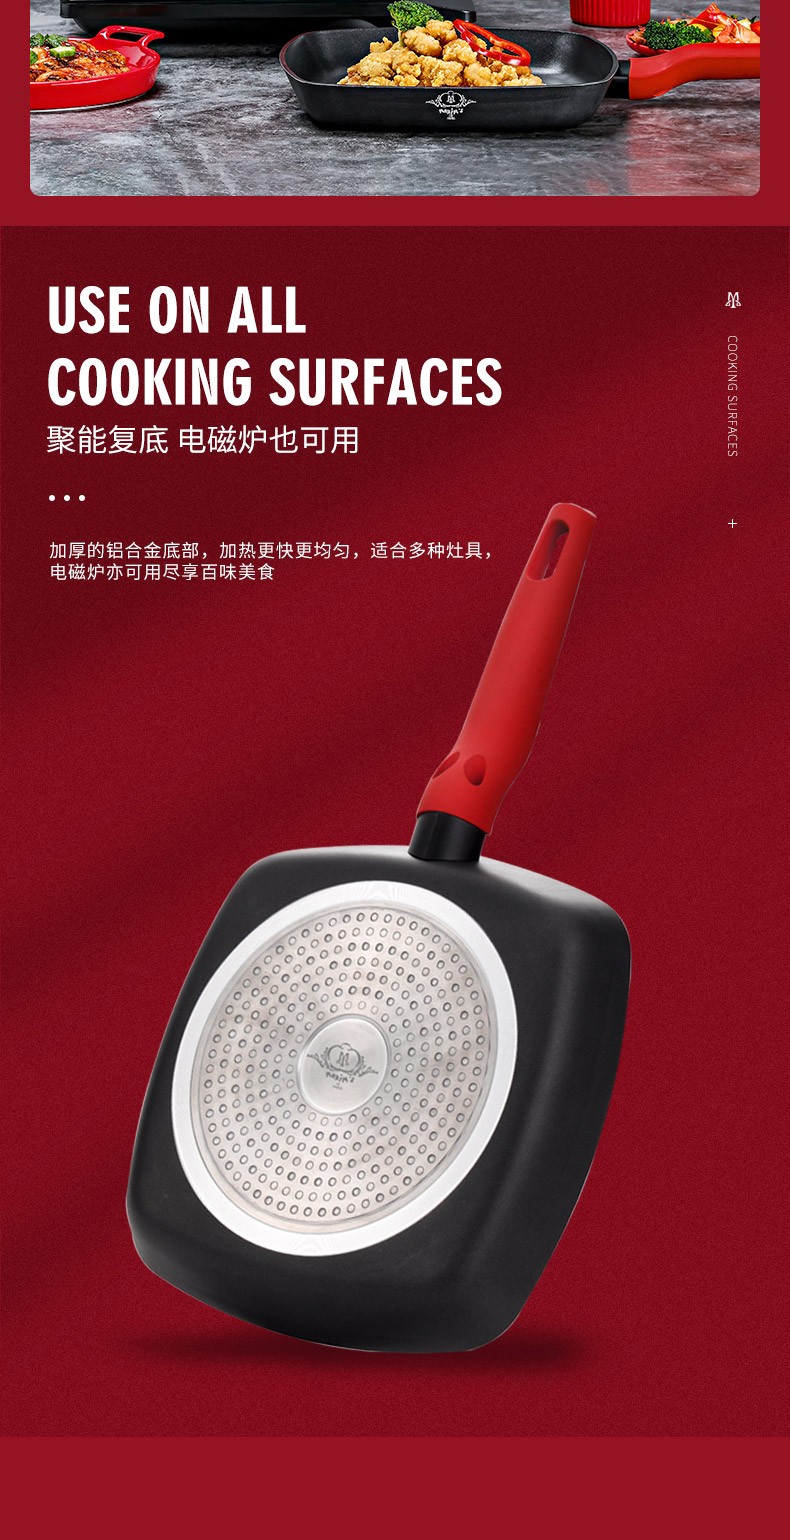 USE ON ALL
COOKING SURFACES
聚能复底 电磁炉也可用
加厚的铝合金底部，加热更快更均匀，适合多种灶具，
电磁炉亦可用尽享百味美食
COOKING SURFACES
+